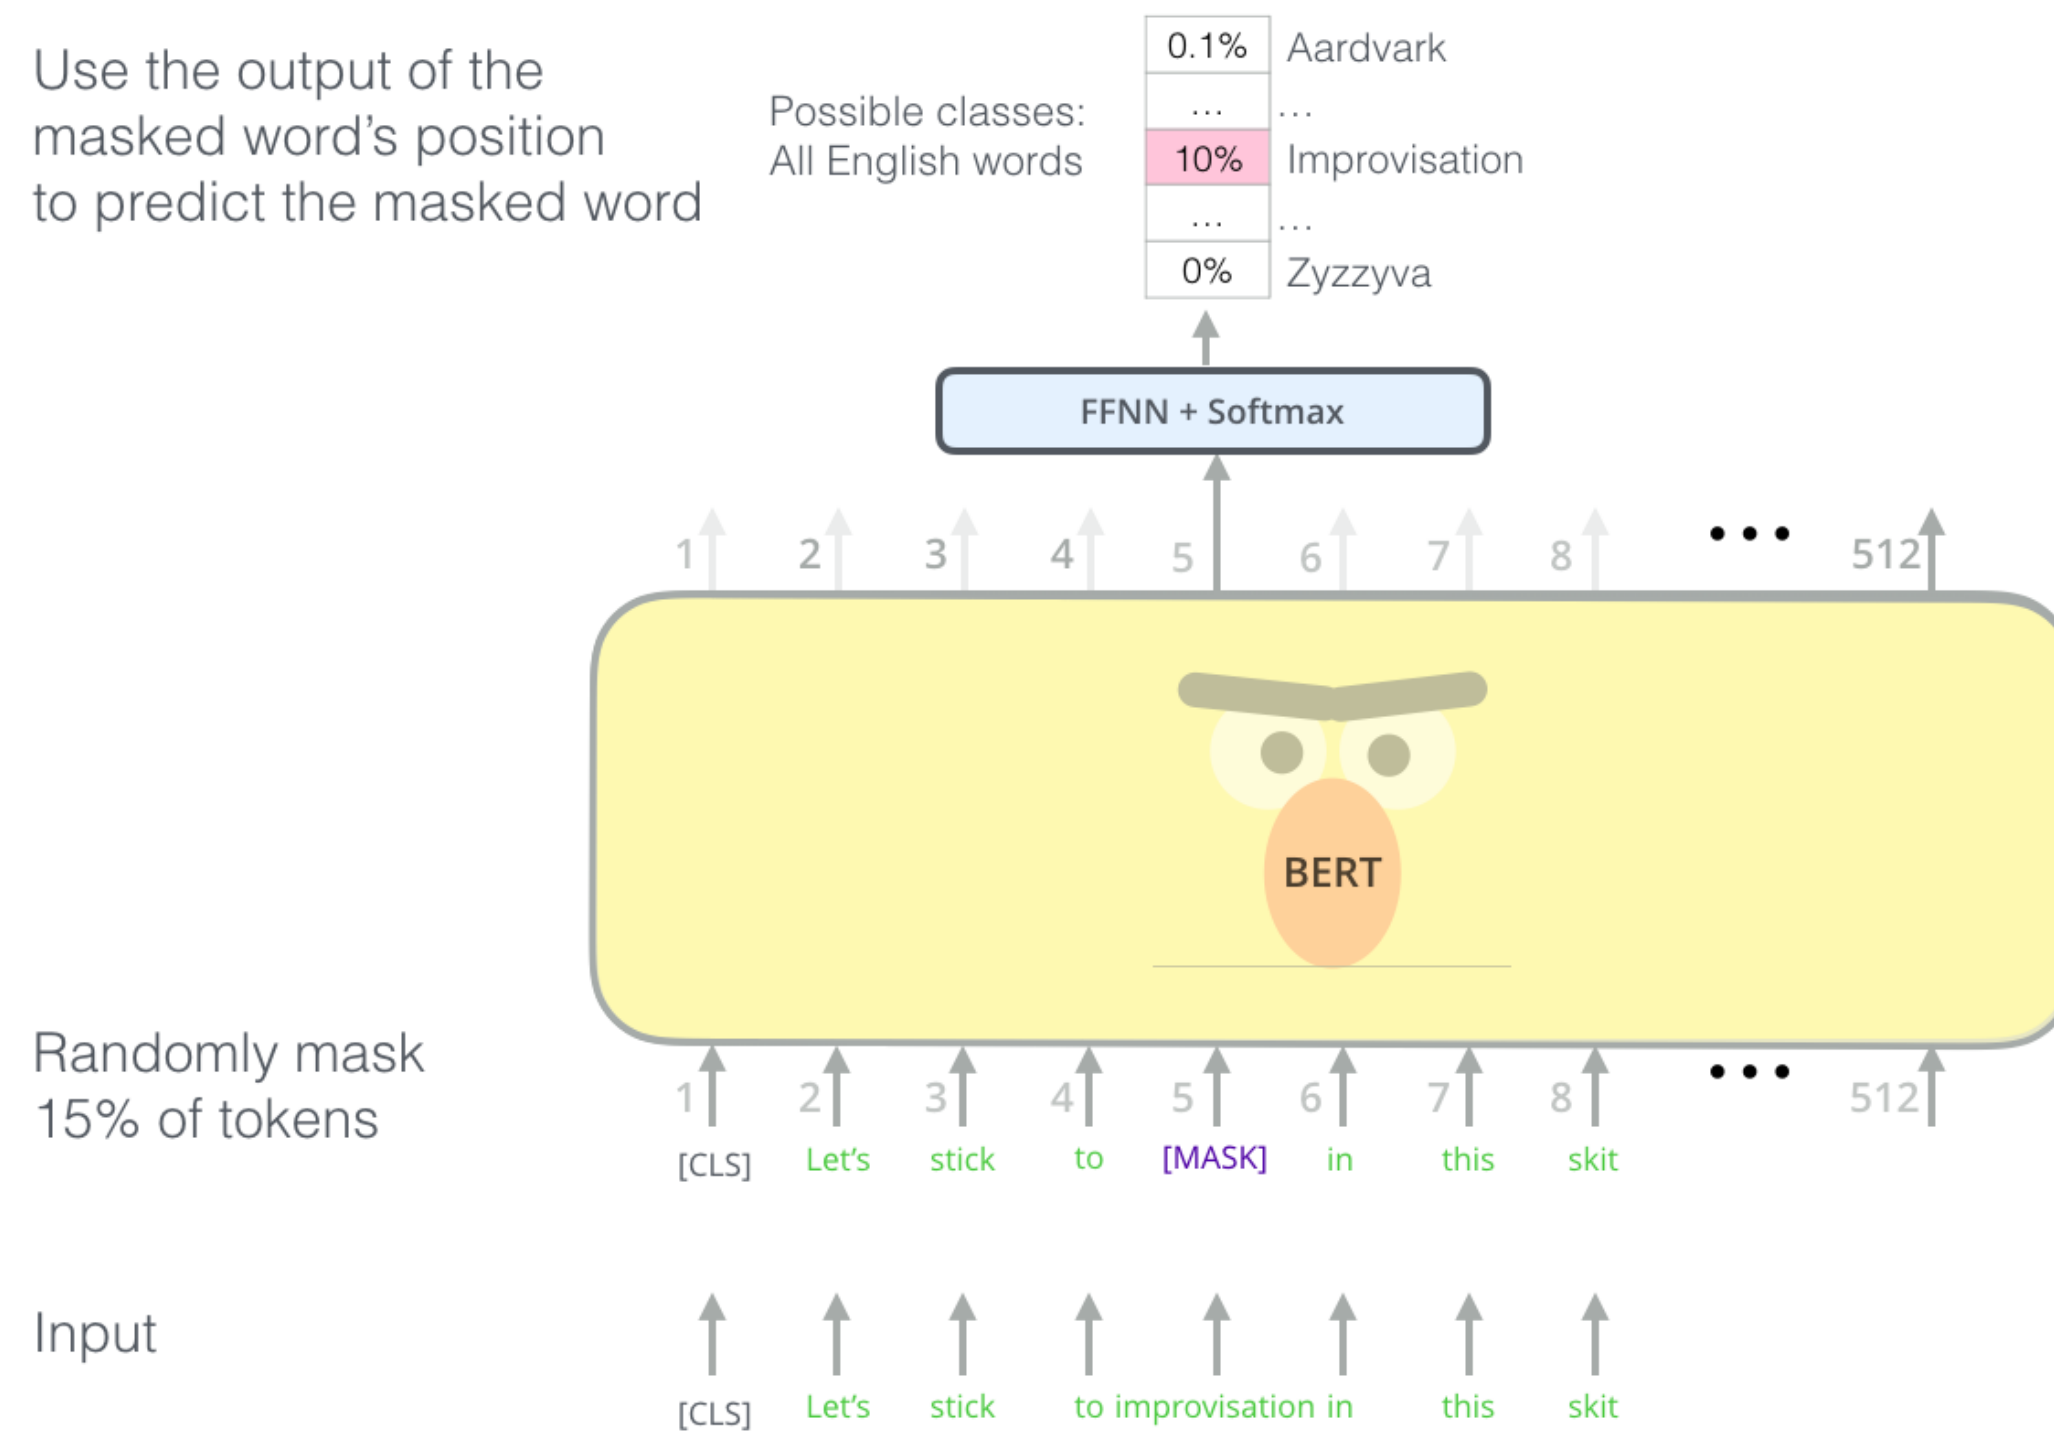 Use the output of the
masked word's position
to predict the masked word
Possible classes:
All English words
0.1% Aardvark
... ...
10% Improvisation
... ...
0% Zyzzyva
FFNN + Softmax
1 2 3 4 5 6 7 8 ••• 512
BERT
Randomly mask
15% of tokens
1 2 3 4 5 6 7 8 ••• 512
[CLS] Let's stick to [MASK] in this skit
Input
[CLS] Let's stick to improvisation in this skit